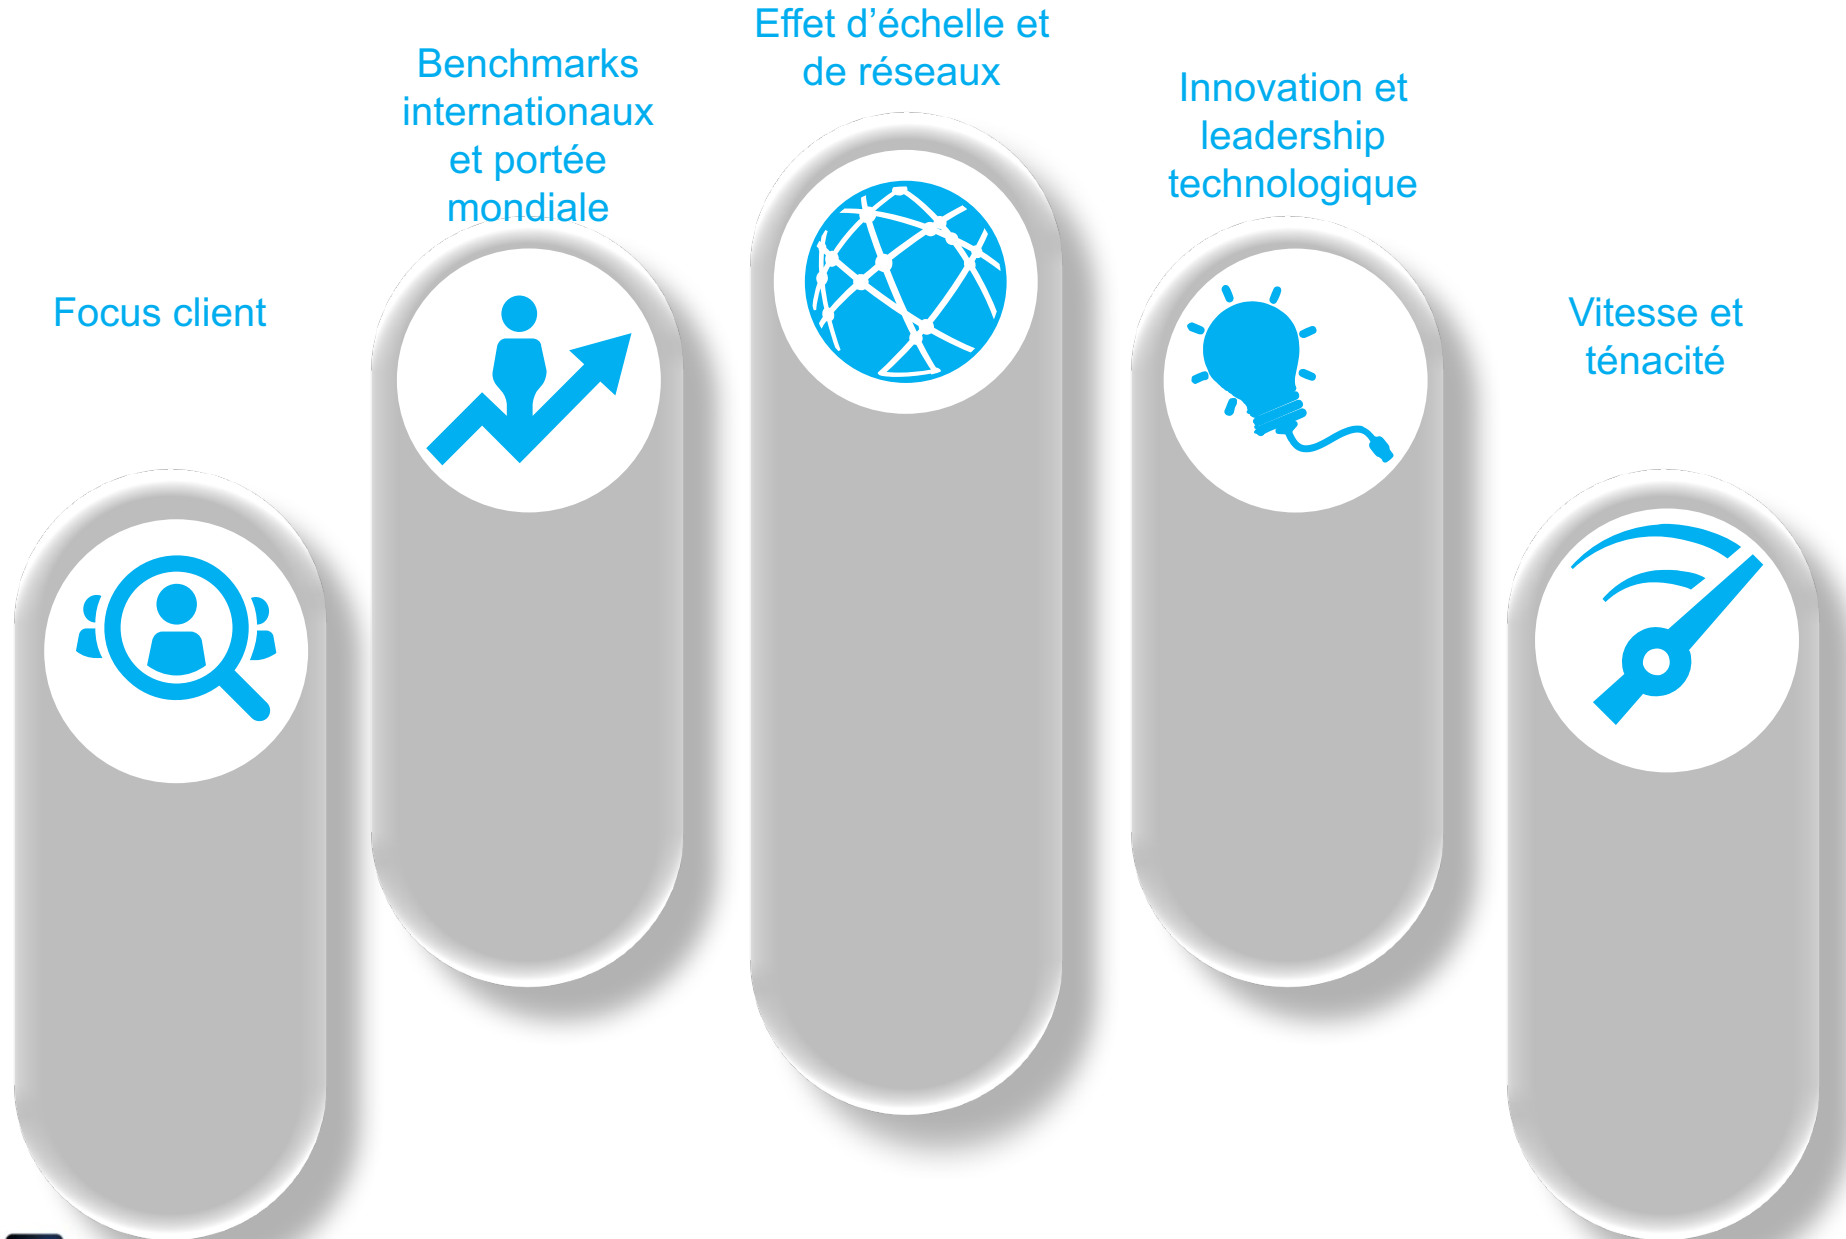 Focus client
Benchmarks
internationaux
et portée
mondiale
Effet d’échelle et
de réseaux
Innovation et
leadership
technologique
Vitesse et
ténacité